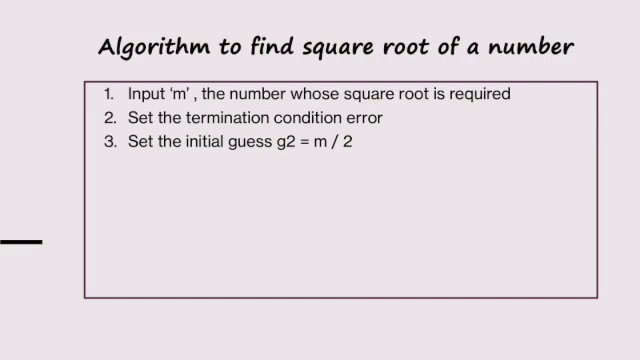 Algorithm to find square root of a number
1. Input ‘m’ , the number whose square root is required
2. Set the termination condition error
3. Set the initial guess g2 = m / 2